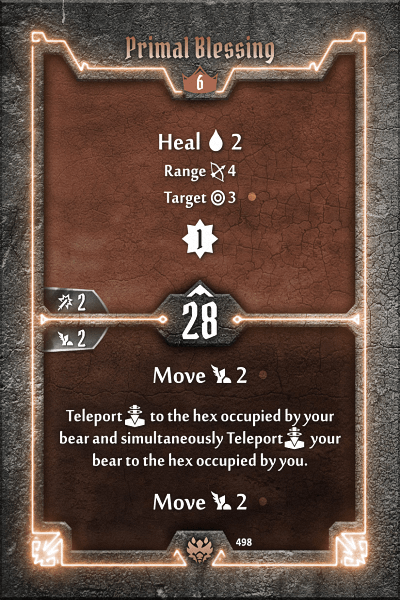 Primal Blessing
6
Heal 2
Range 4
Target 3
1
2
28
2
Move 2
Teleport to the hex occupied by your
bear and simultaneously Teleport your
bear to the hex occupied by you.
Move 2
498